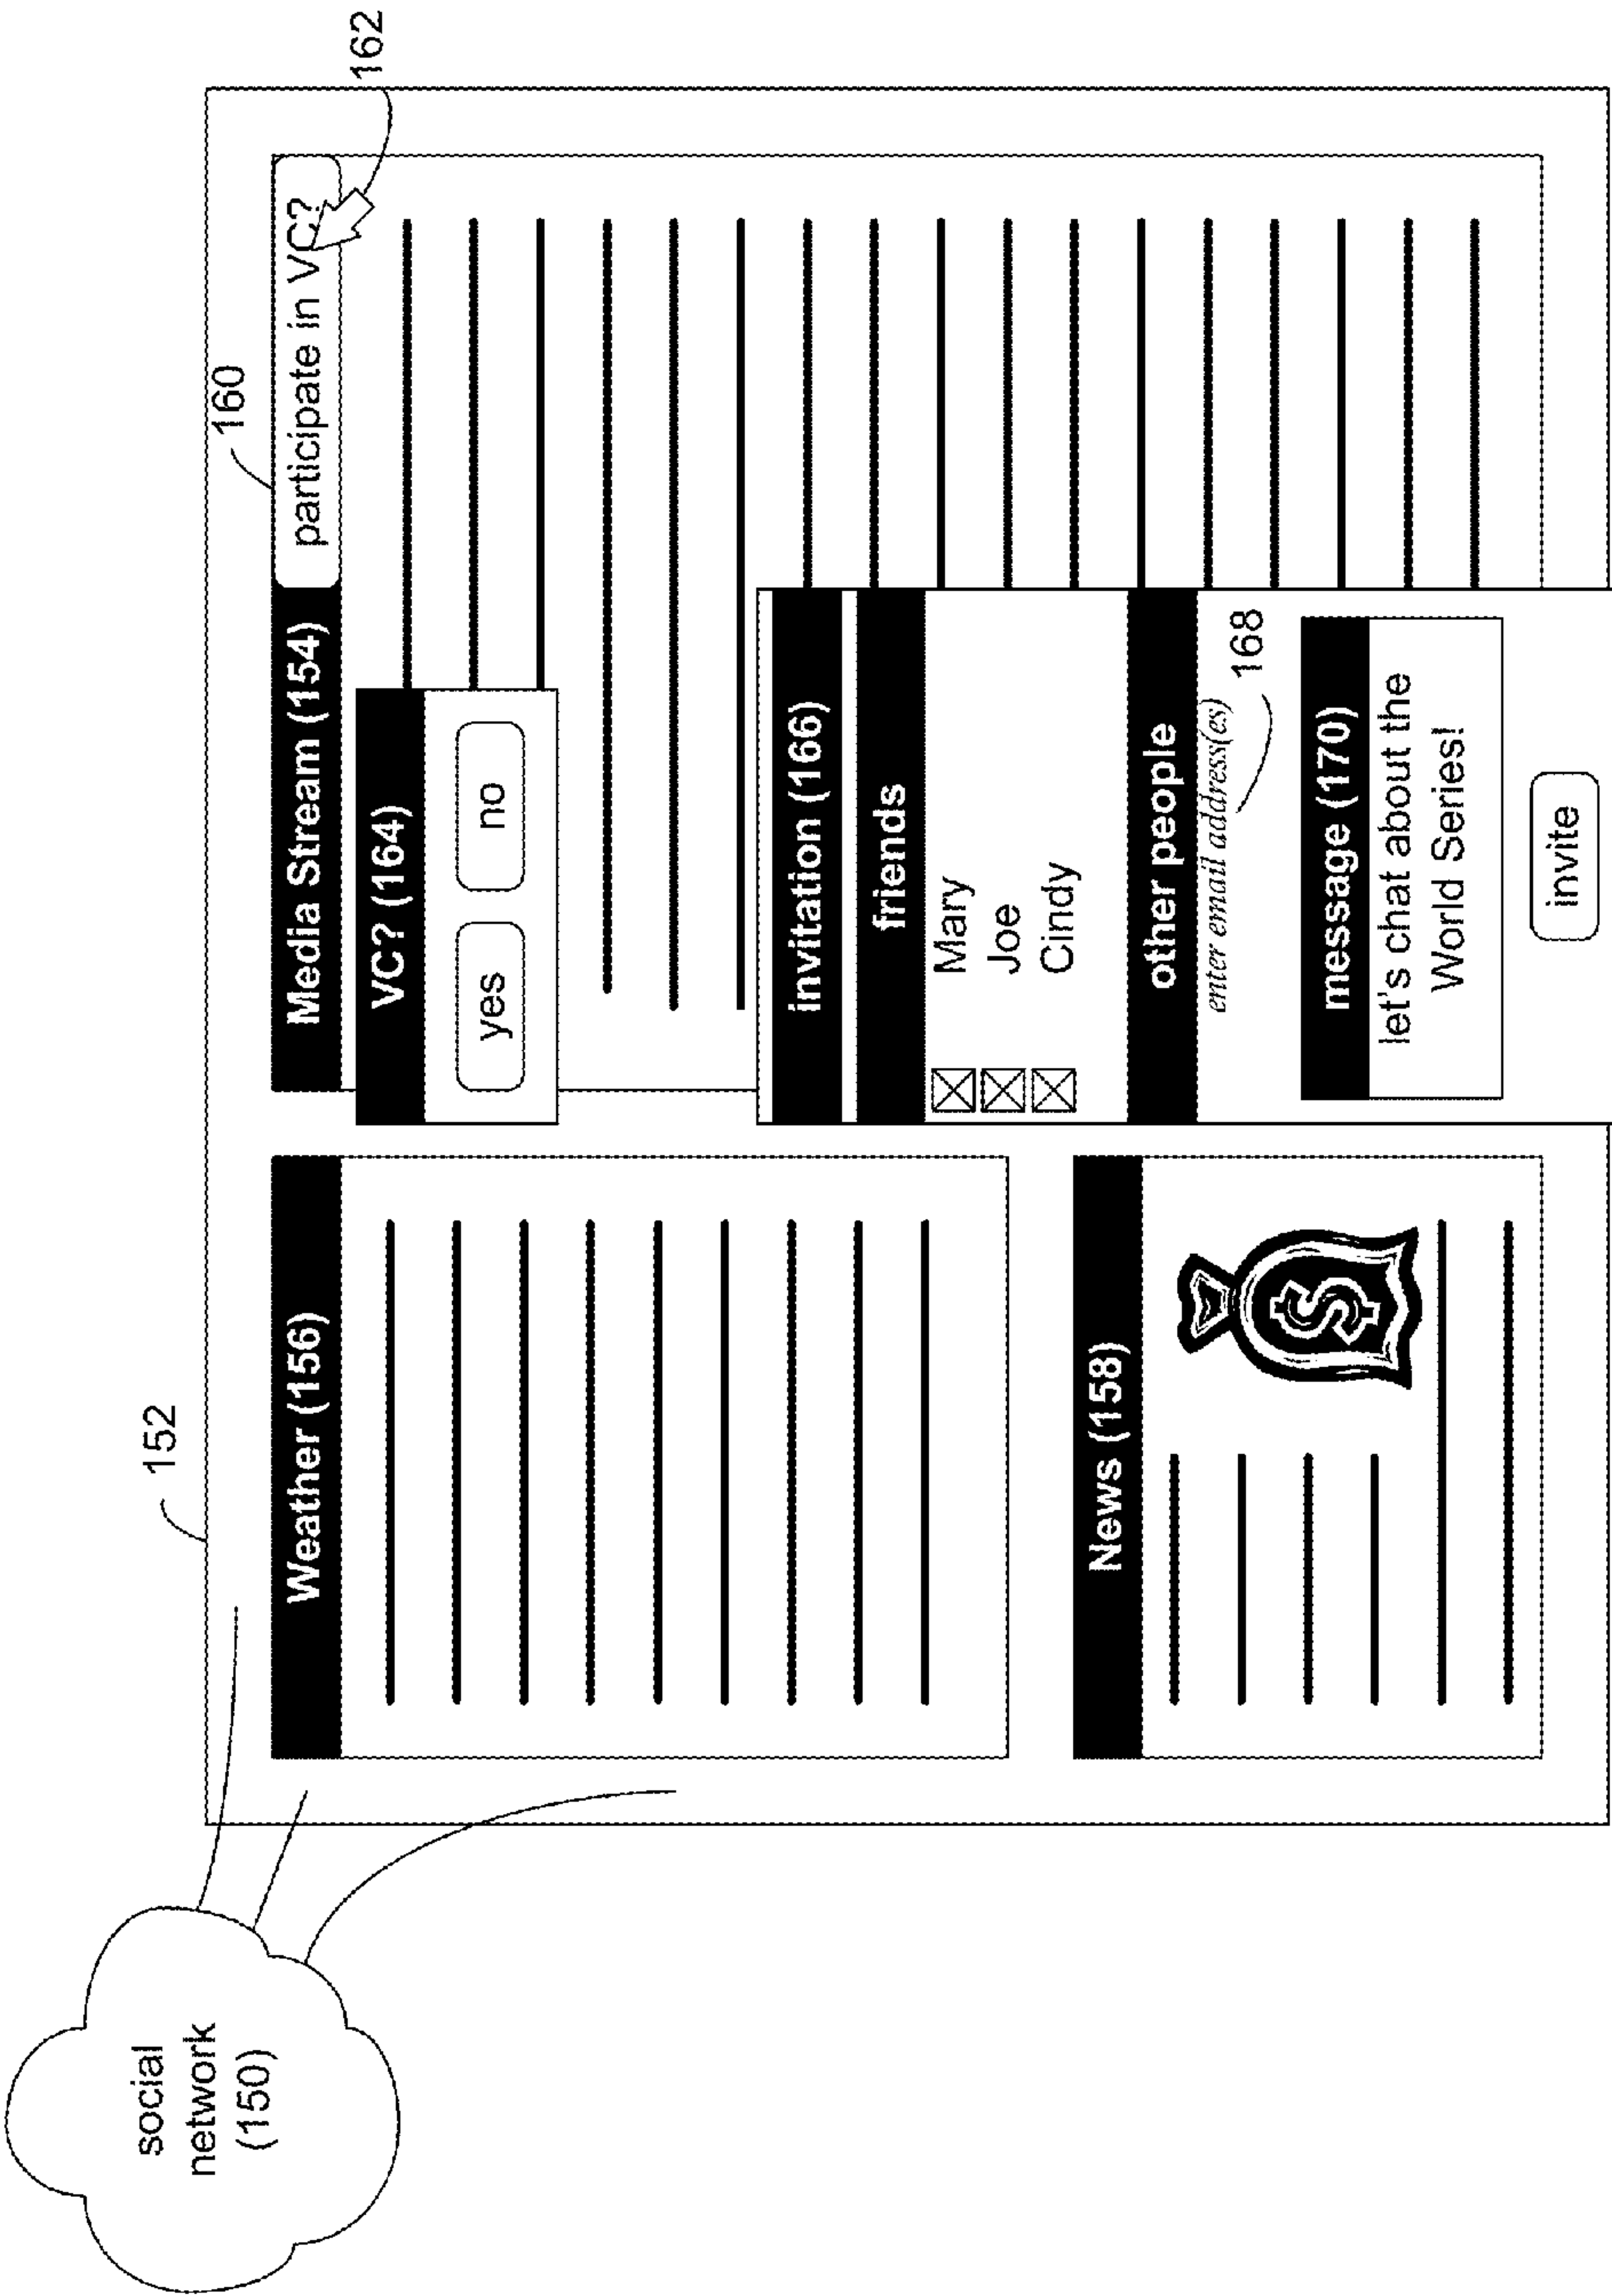 social
network
(150)
152
Weather (156)
News (158)
Media Stream (154)
160
participate in VC?
162
VC? (164)
yes
no
invitation (166)
friends
Mary
Joe
Cindy
other people
enter email address(es)
168
message (170)
let's chat about the
World Series!
invite
$